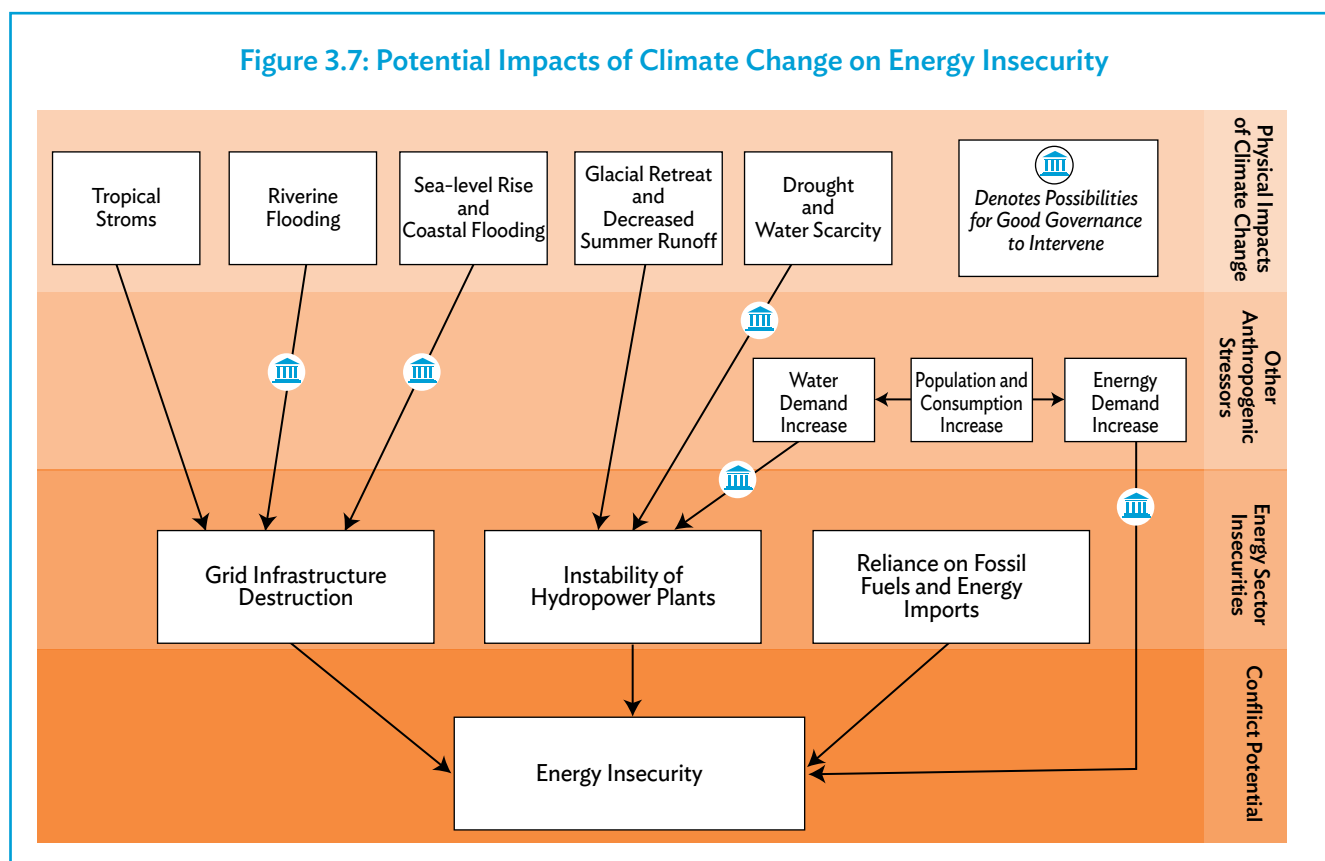 Figure 3.7: Potential Impacts of Climate Change on Energy Insecurity
Physical Impacts
of Climate Change
Tropical
Stroms
Riverine
Flooding
Sea-level Rise
and
Coastal Flooding
Glacial Retreat
and
Decreased
Summer Runoff
Drought
and
Water Scarcity
Denotes Possibilities
for Good Governance
to Intervene
Other
Anthropogenic
Stressors
Water
Demand
Increase
Population and
Consumption
Increase
Enerngy
Demand
Increase
Energy Sector
Insecurities
Grid Infrastructure
Destruction
Instability of
Hydropower Plants
Reliance on Fossil
Fuels and Energy
Imports
Conflict Potential
Energy Insecurity